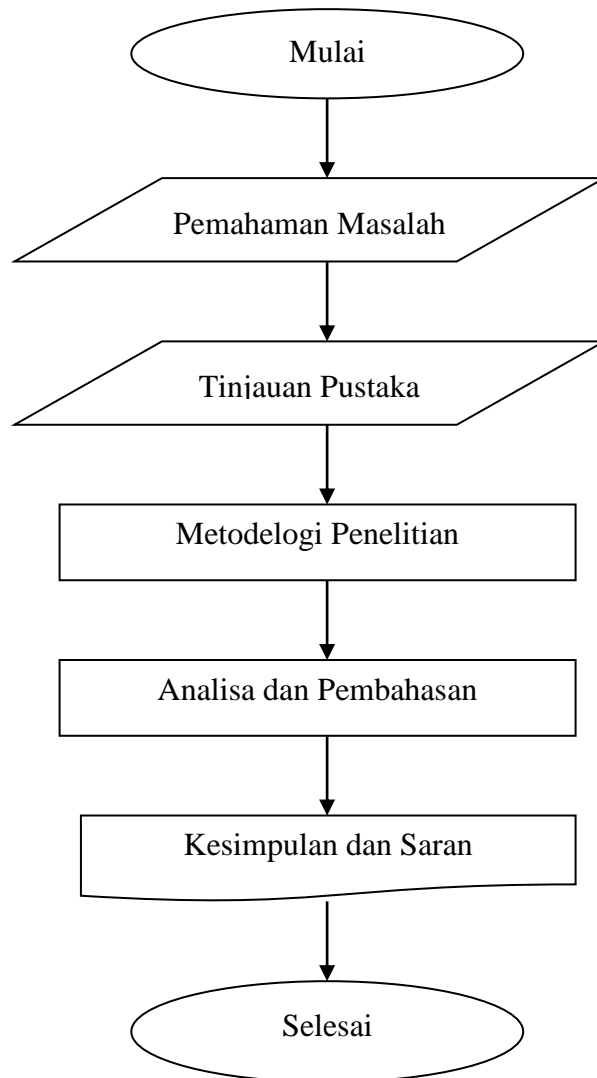 Mulai
Pemahaman Masalah
Tinjauan Pustaka
Metodelogi Penelitian
Analisa dan Pembahasan
Kesimpulan dan Saran
Selesai